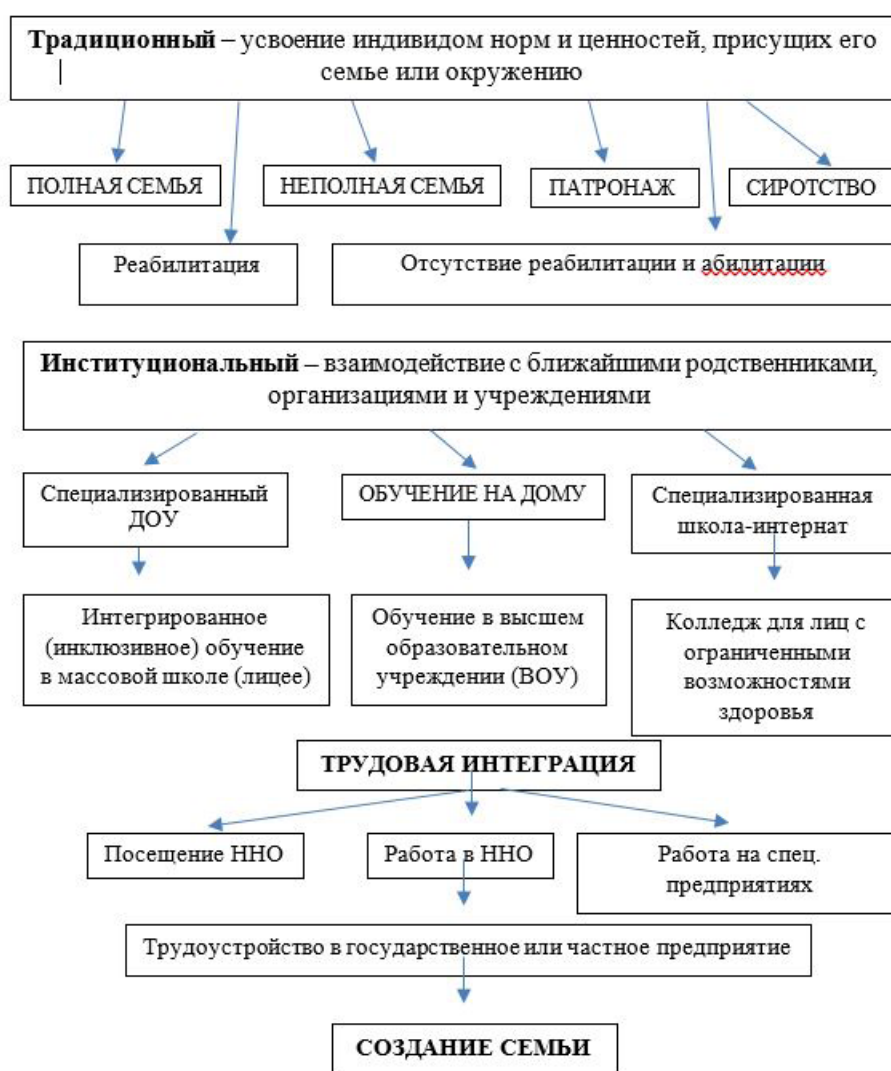 Традиционный – усвоение индивидом норм и ценностей, присущих его
семье или окружению
ПОЛНАЯ СЕМЬЯ
НЕПОЛНАЯ СЕМЬЯ
ПАТРОНАЖ
СИРОТСТВО
Реабилитация
Отсутствие реабилитации и абилитации
Институциональный – взаимодействие с ближайшими родственниками,
организациями и учреждениями
Специализированный
ДОУ
ОБУЧЕНИЕ НА ДОМУ
Специализированная
школа-интернат
Интегрированное
(инклюзивное) обучение
в массовой школе (лицее)
Обучение в высшем
образовательном
учреждении (ВОУ)
Колледж для лиц с
ограниченными
возможностями
здоровья
ТРУДОВАЯ ИНТЕГРАЦИЯ
Посещение ННО
Работа в ННО
Работа на спец.
предприятиях
Трудоустройство в государственное или частное предприятие
СОЗДАНИЕ СЕМЬИ